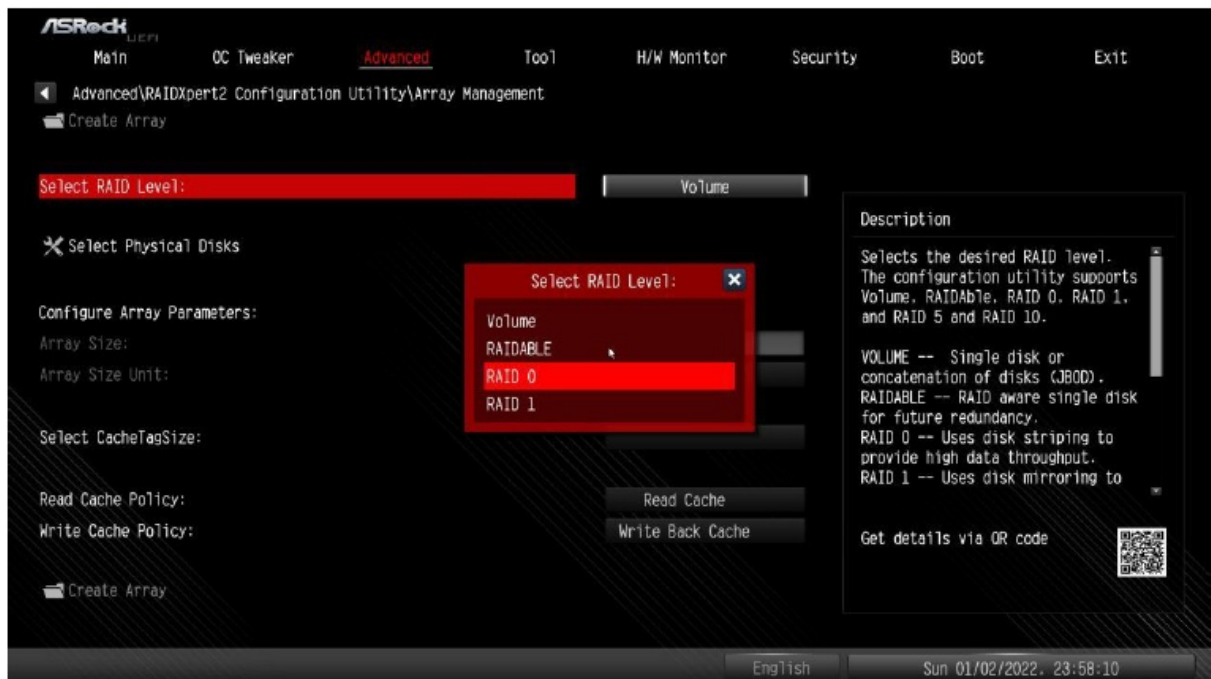 ASRock
UEFI
Main OC Tweaker Advanced Tool H/W Monitor Security Boot Exit
Advanced\RAIDXpert2 Configuration Utility\Array Management
Create Array
Select RAID Level: Volume
Description
Select Physical Disks
Selects the desired RAID level.
The configuration utility supports
Volume, RAIDAble, RAID 0, RAID 1,
and RAID 5 and RAID 10.
Select RAID Level:
Configure Array Parameters:
Volume
Array Size:
RAIDABLE
VOLUME -- Single disk or
concatenation of disks (JBOD).
RAIDABLE -- RAID aware single disk
for future redundancy.
RAID 0 -- Uses disk striping to
provide high data throughput.
RAID 1 -- Uses disk mirroring to
Array Size Unit:
RAID 0
RAID 1
Select CacheTagSize:
Read Cache Policy: Read Cache
Write Cache Policy: Write Back Cache
Get details via QR code
Create Array
English Sun 01/02/2022, 23:58:10